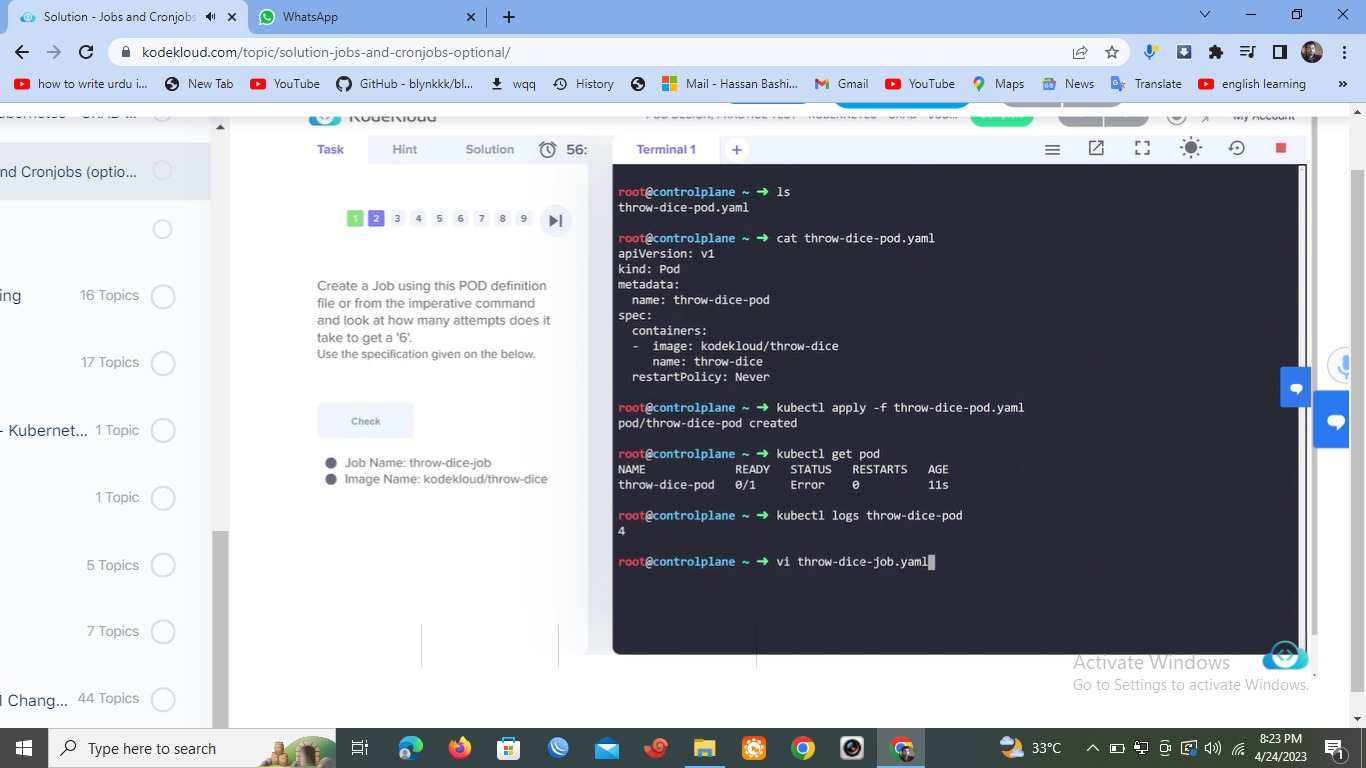 Solution - Jobs and Cronjobs
WhatsApp
kodekloud.com/topic/solution-jobs-and-cronjobs-optional/
how to write urdu i...
New Tab
YouTube
GitHub - blynkkk/bl...
wqq
History
Mail - Hassan Bashi...
Gmail
YouTube
Maps
News
Translate
english learning
»
KodeKloud
My Account
Task
Hint
Solution
56:
Terminal 1
+
and Cronjobs (optio...
ing
16 Topics
17 Topics
- Kubernet...
1 Topic
1 Topic
5 Topics
7 Topics
Chang...
44 Topics
1 2 3 4 5 6 7 8 9
Create a Job using this POD definition
file or from the imperative command
and look at how many attempts does it
take to get a '6'.
Use the specification given on the below.
Check
Job Name: throw-dice-job
Image Name: kodekloud/throw-dice
root@controlplane ~ ➜ ls
throw-dice-pod.yaml
root@controlplane ~ ➜ cat throw-dice-pod.yaml
apiVersion: v1
kind: Pod
metadata:
  name: throw-dice-pod
spec:
  containers:
  -  image: kodekloud/throw-dice
     name: throw-dice
  restartPolicy: Never
root@controlplane ~ ➜ kubectl apply -f throw-dice-pod.yaml
pod/throw-dice-pod created
root@controlplane ~ ➜ kubectl get pod
NAME             READY   STATUS   RESTARTS   AGE
throw-dice-pod   0/1     Error    0          11s
root@controlplane ~ ➜ kubectl logs throw-dice-pod
4
root@controlplane ~ ➜ vi throw-dice-job.yaml
Activate Windows
Go to Settings to activate Windows.
Type here to search
33°C
8:23 PM
4/24/2023
1